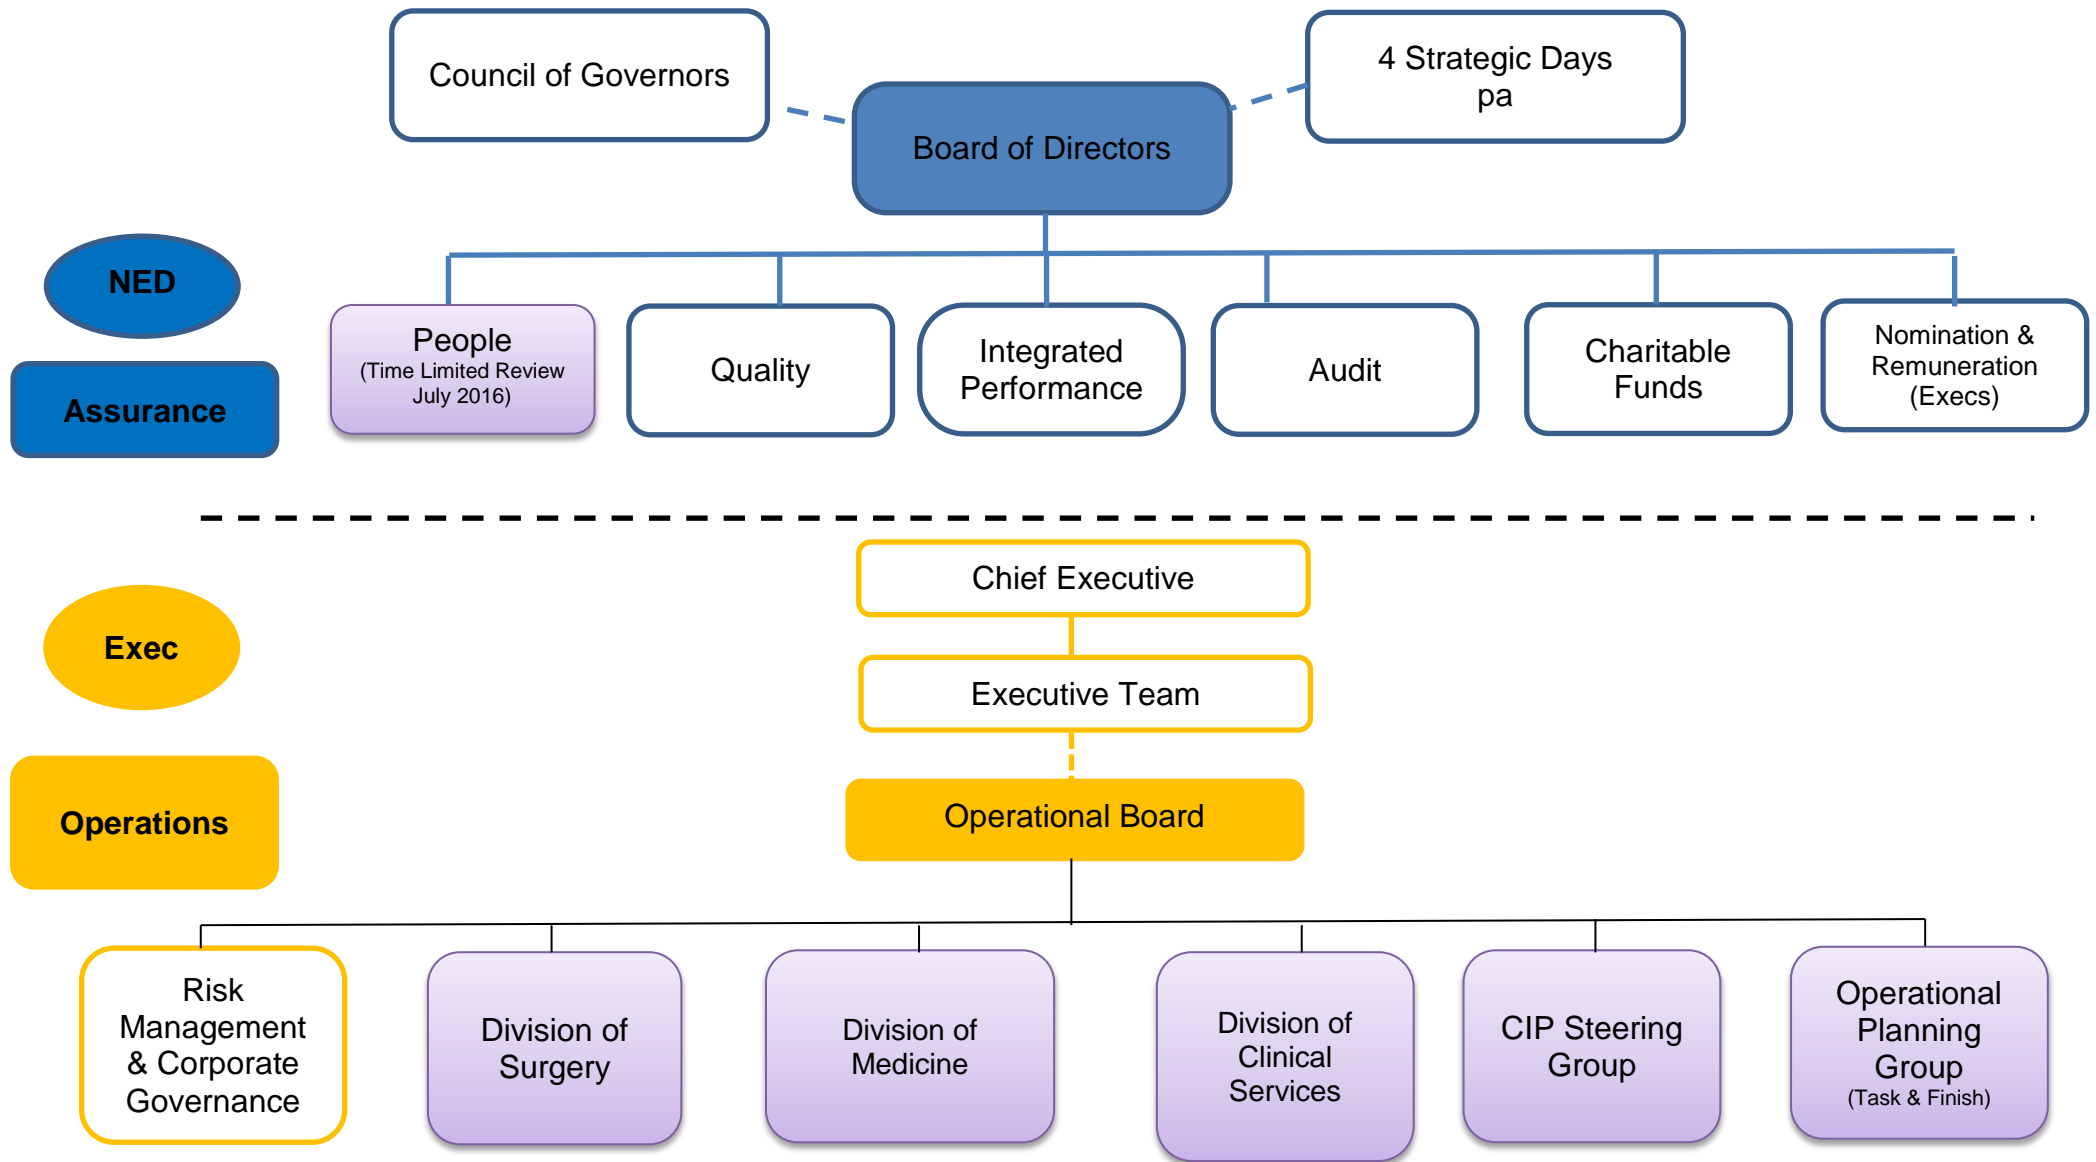 Council of Governors
4 Strategic Days
pa
Board of Directors
NED
Assurance
People
(Time Limited Review
July 2016)
Quality
Integrated
Performance
Audit
Charitable
Funds
Nomination &
Remuneration
(Execs)
Chief Executive
Exec
Executive Team
Operations
Operational Board
Risk
Management
& Corporate
Governance
Division of
Surgery
Division of
Medicine
Division of
Clinical
Services
CIP Steering
Group
Operational
Planning
Group
(Task & Finish)